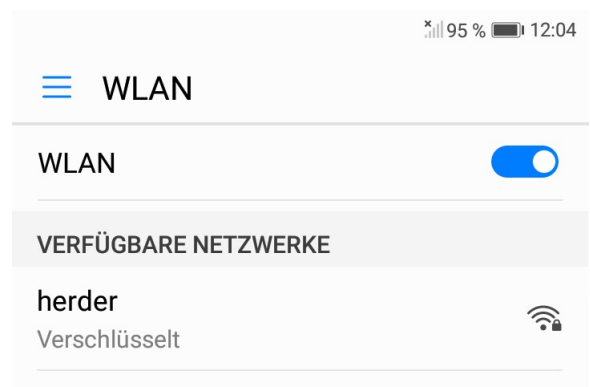 95 % 12:04
WLAN
WLAN
VERFÜGBARE NETZWERKE
herder
Verschlüsselt